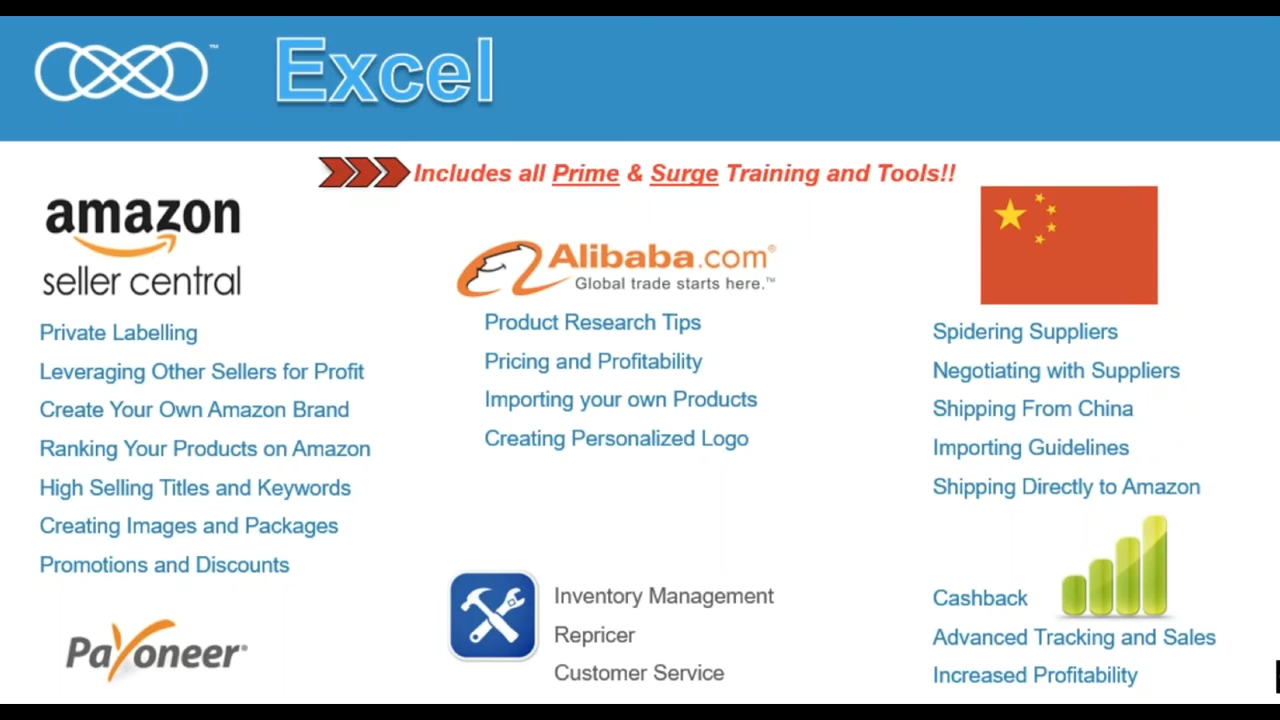 ™
Excel
Includes all Prime & Surge Training and Tools!!
amazon
seller central
Private Labelling
Leveraging Other Sellers for Profit
Create Your Own Amazon Brand
Ranking Your Products on Amazon
High Selling Titles and Keywords
Creating Images and Packages
Promotions and Discounts
Payoneer®
Alibaba.com®
Global trade starts here.™
Product Research Tips
Pricing and Profitability
Importing your own Products
Creating Personalized Logo
Inventory Management
Repricer
Customer Service
Spidering Suppliers
Negotiating with Suppliers
Shipping From China
Importing Guidelines
Shipping Directly to Amazon
Cashback
Advanced Tracking and Sales
Increased Profitability